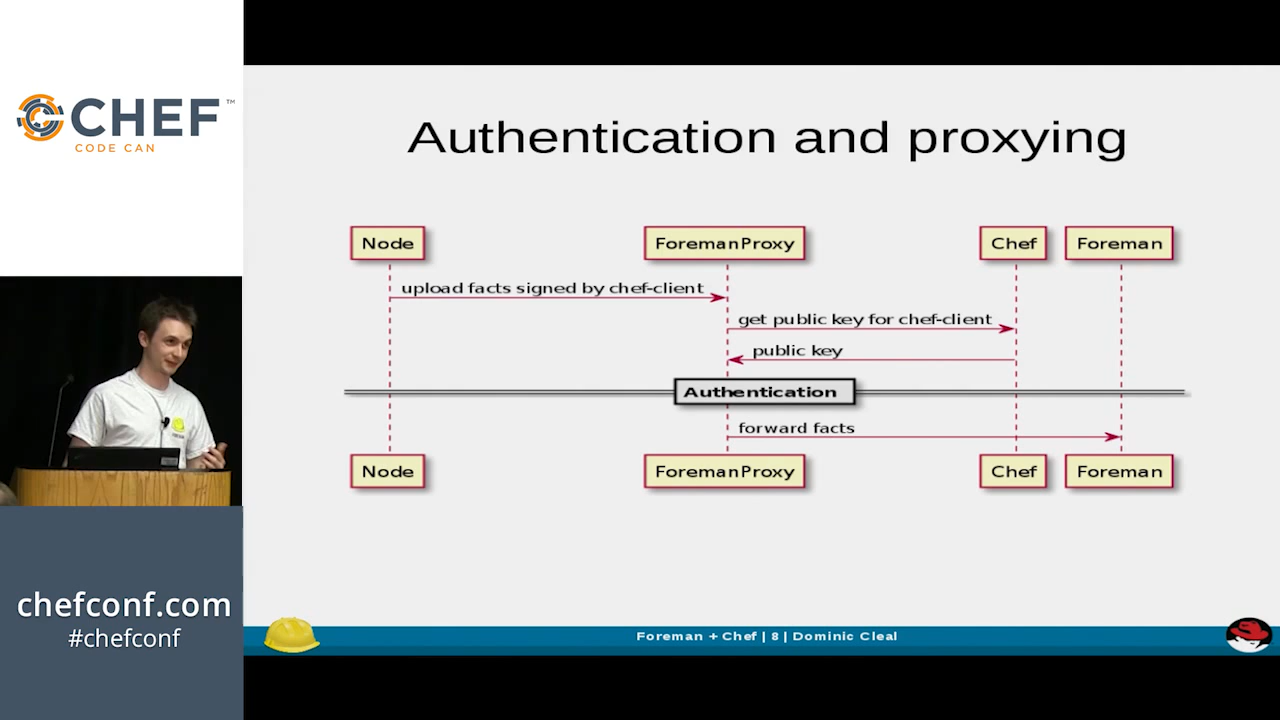 CHEF™
CODE CAN
chefconf.com
#chefconf
Authentication and proxying
Node
ForemanProxy
Chef
Foreman
upload facts signed by chef-client
get public key for chef-client
public key
Authentication
forward facts
Node
ForemanProxy
Chef
Foreman
Foreman + Chef | 8 | Dominic Cleal